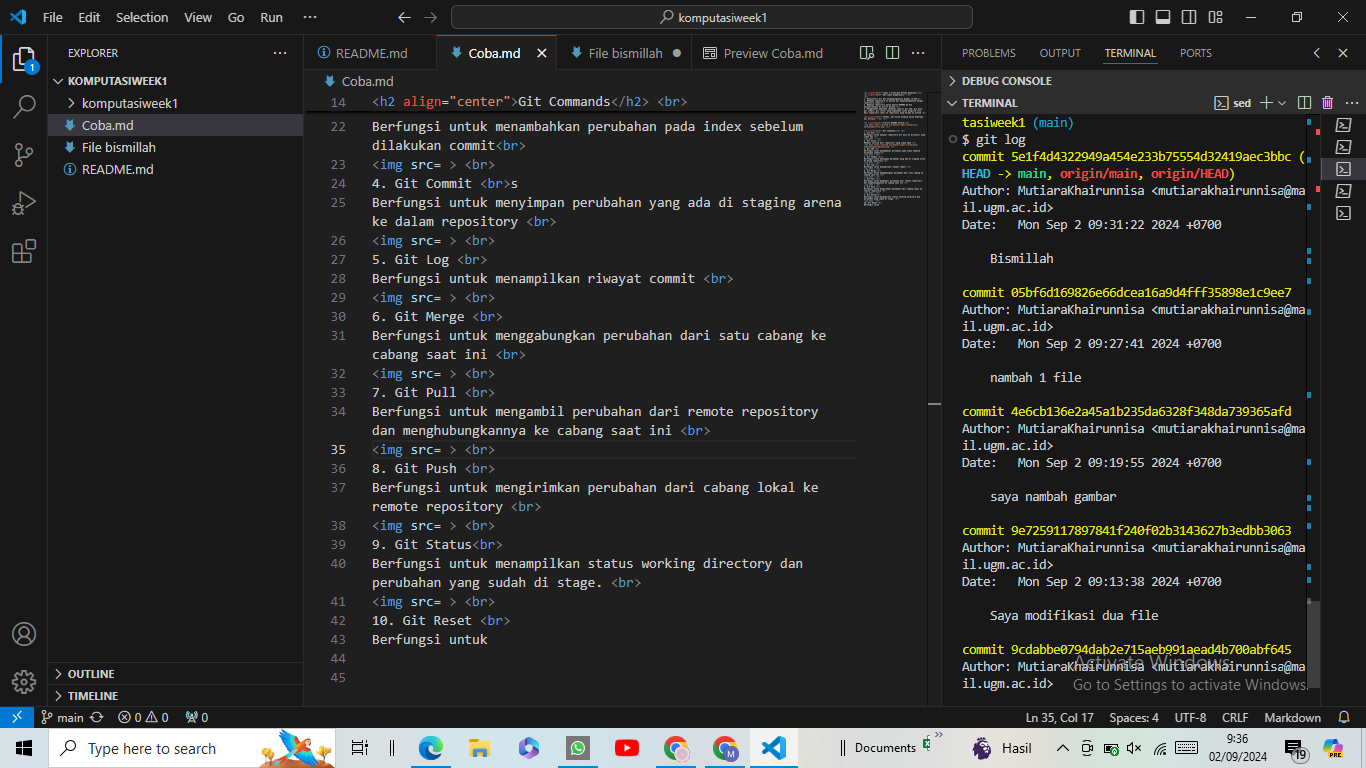 File Edit Selection View Go Run ··· komputasiweek1
EXPLORER ···
KOMPUTASIWEEK1
komputasiweek1
Coba.md
File bismillah
README.md
OUTLINE
TIMELINE
README.md Coba.md File bismillah Preview Coba.md ···
Coba.md
14 <h2 align="center">Git Commands</h2> <br>
22 Berfungsi untuk menambahkan perubahan pada index sebelum
dilakukan commit<br>
23 <img src= > <br>
24 4. Git Commit <br>s
25 Berfungsi untuk menyimpan perubahan yang ada di staging arena
ke dalam repository <br>
26 <img src= > <br>
27 5. Git Log <br>
28 Berfungsi untuk menampilkan riwayat commit <br>
29 <img src= > <br>
30 6. Git Merge <br>
31 Berfungsi untuk menggabungkan perubahan dari satu cabang ke
cabang saat ini <br>
32 <img src= > <br>
33 7. Git Pull <br>
34 Berfungsi untuk mengambil perubahan dari remote repository
dan menghubungkannya ke cabang saat ini <br>
35 <img src= > <br>
36 8. Git Push <br>
37 Berfungsi untuk mengirimkan perubahan dari cabang lokal ke
remote repository <br>
38 <img src= > <br>
39 9. Git Status<br>
40 Berfungsi untuk menampilkan status working directory dan
perubahan yang sudah di stage. <br>
41 <img src= > <br>
42 10. Git Reset <br>
43 Berfungsi untuk
44
45
PROBLEMS OUTPUT TERMINAL PORTS
DEBUG CONSOLE
TERMINAL sed ···
tasiweek1 (main)
$ git log
commit 5e1f4d4322949a454e233b75554d32419aec3bbc (
HEAD -> main, origin/main, origin/HEAD)
Author: MutiaraKhairunnisa <mutiarakhairunnisa@ma
il.ugm.ac.id>
Date: Mon Sep 2 09:31:22 2024 +0700
Bismillah
commit 05bf6d169826e66dcea16a9d4fff35898e1c9ee7
Author: MutiaraKhairunnisa <mutiarakhairunnisa@ma
il.ugm.ac.id>
Date: Mon Sep 2 09:27:41 2024 +0700
nambah 1 file
commit 4e6cb136e2a45a1b235da6328f348da739365afd
Author: MutiaraKhairunnisa <mutiarakhairunnisa@ma
il.ugm.ac.id>
Date: Mon Sep 2 09:19:55 2024 +0700
saya nambah gambar
commit 9e7259117897841f240f02b3143627b3edbb3063
Author: MutiaraKhairunnisa <mutiarakhairunnisa@ma
il.ugm.ac.id>
Date: Mon Sep 2 09:13:38 2024 +0700
Saya modifikasi dua file
commit 9cdabbe0794dab2e715aeb991aead4b700abf645
Author: MutiaraKhairunnisa <mutiarakhairunnisa@ma
il.ugm.ac.id>
Activate Windows
Go to Settings to activate Windows.
main 0 0 0 Ln 35, Col 17 Spaces: 4 UTF-8 CRLF Markdown
Type here to search Documents Hasil 9:36
02/09/2024 19